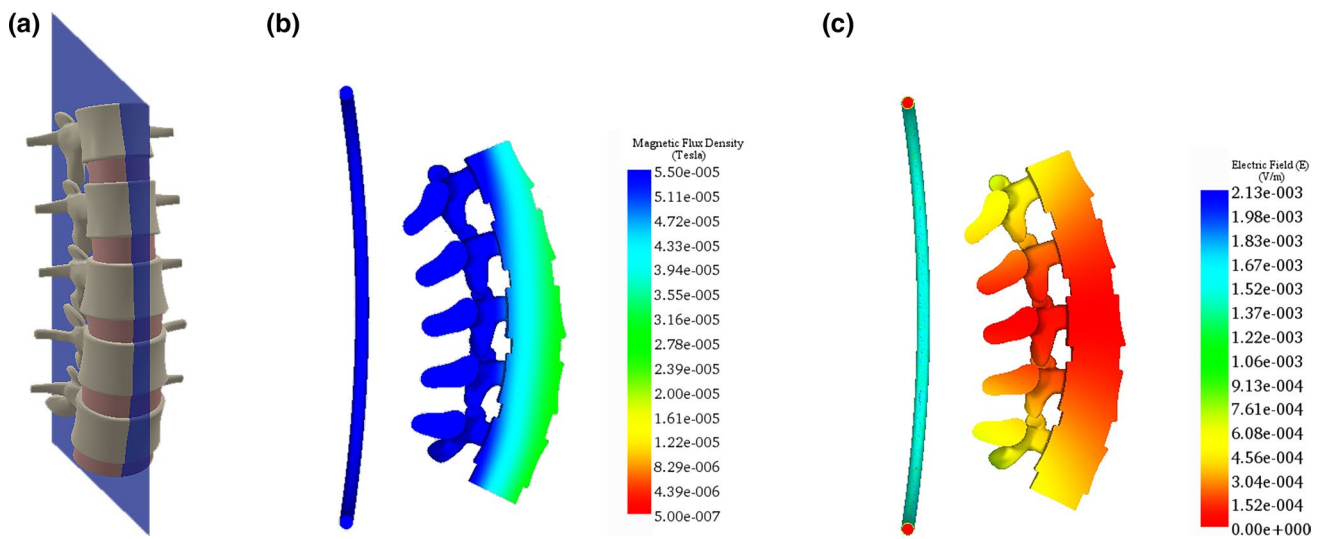 (a)
(b)
(c)
Magnetic Flux Density
(Tesla)
5.50e-005
5.11e-005
4.72e-005
4.33e-005
3.94e-005
3.55e-005
3.16e-005
2.78e-005
2.39e-005
2.00e-005
1.61e-005
1.22e-005
8.29e-006
4.39e-006
5.00e-007
Electric Field (E)
(V/m)
2.13e-003
1.98e-003
1.83e-003
1.67e-003
1.52e-003
1.37e-003
1.22e-003
1.06e-003
9.13e-004
7.61e-004
6.08e-004
4.56e-004
3.04e-004
1.52e-004
0.00e+000